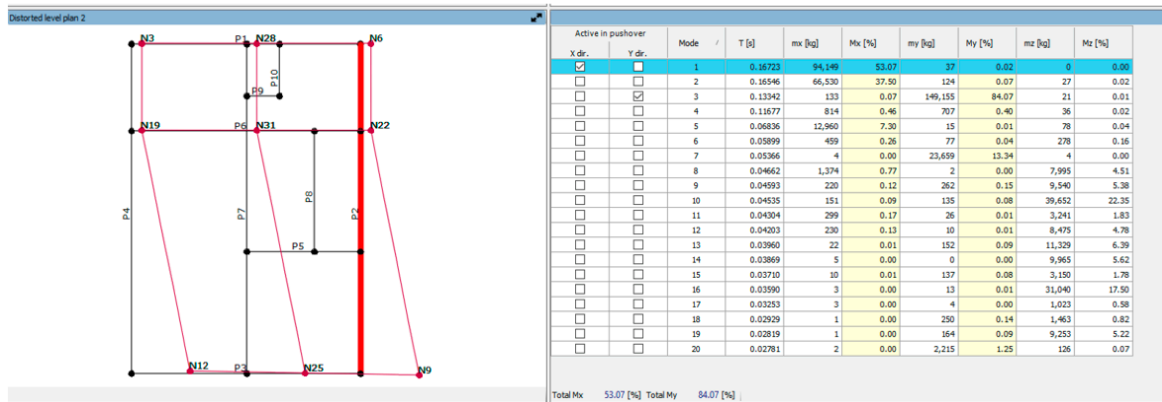 Distorted level plan 2
N3 P1 N28 N6
P10
P9
N19 P6 N31 N22
P4 P7 P8 P2
P5
N12 P3 N25 N9
Active in pushover
X dir. Y dir. Mode / T [s] mx [kg] Mx [%] my [kg] My [%] mz [kg] Mz [%]
1 0.16723 94,149 53.07 37 0.02 0 0.00
2 0.16546 66,530 37.50 124 0.07 27 0.02
3 0.13342 133 0.07 149,155 84.07 21 0.01
4 0.11677 814 0.46 707 0.40 36 0.02
5 0.06836 12,960 7.30 15 0.01 78 0.04
6 0.05899 459 0.26 77 0.04 278 0.16
7 0.05366 4 0.00 23,659 13.34 4 0.00
8 0.04662 1,374 0.77 2 0.00 7,995 4.51
9 0.04593 220 0.12 262 0.15 9,540 5.38
10 0.04535 151 0.09 135 0.08 39,652 22.35
11 0.04304 299 0.17 26 0.01 3,241 1.83
12 0.04203 230 0.13 10 0.01 8,475 4.78
13 0.03960 22 0.01 152 0.09 11,329 6.39
14 0.03869 5 0.00 0 0.00 9,965 5.62
15 0.03710 10 0.01 137 0.08 3,150 1.78
16 0.03590 3 0.00 13 0.01 31,040 17.50
17 0.03253 3 0.00 4 0.00 1,023 0.58
18 0.02929 1 0.00 250 0.14 1,463 0.82
19 0.02819 1 0.00 164 0.09 9,253 5.22
20 0.02781 2 0.00 2,215 1.25 126 0.07
Total Mx 53.07 [%] Total My 84.07 [%]